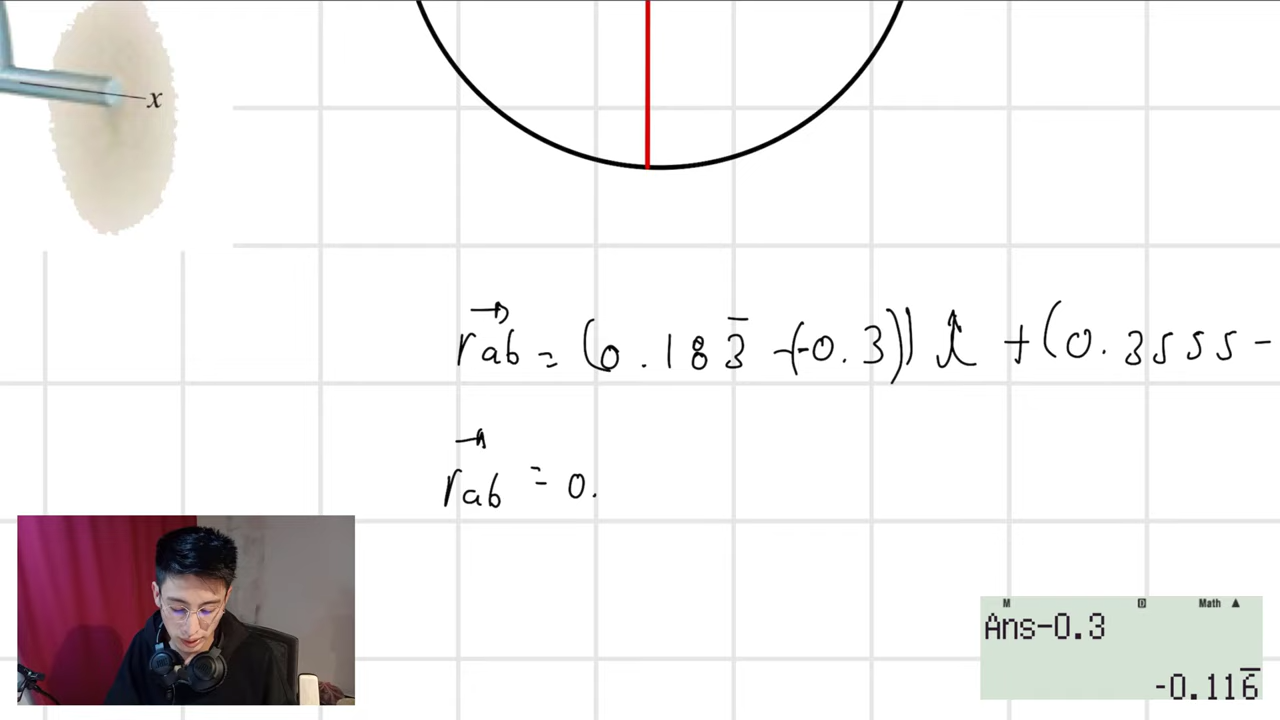 x
r⃗ab = (0.183̅ -(-0.3)) î + (0.3555 -
r⃗ab = 0.
M D Math ▲
Ans-0.3
-0.116̅